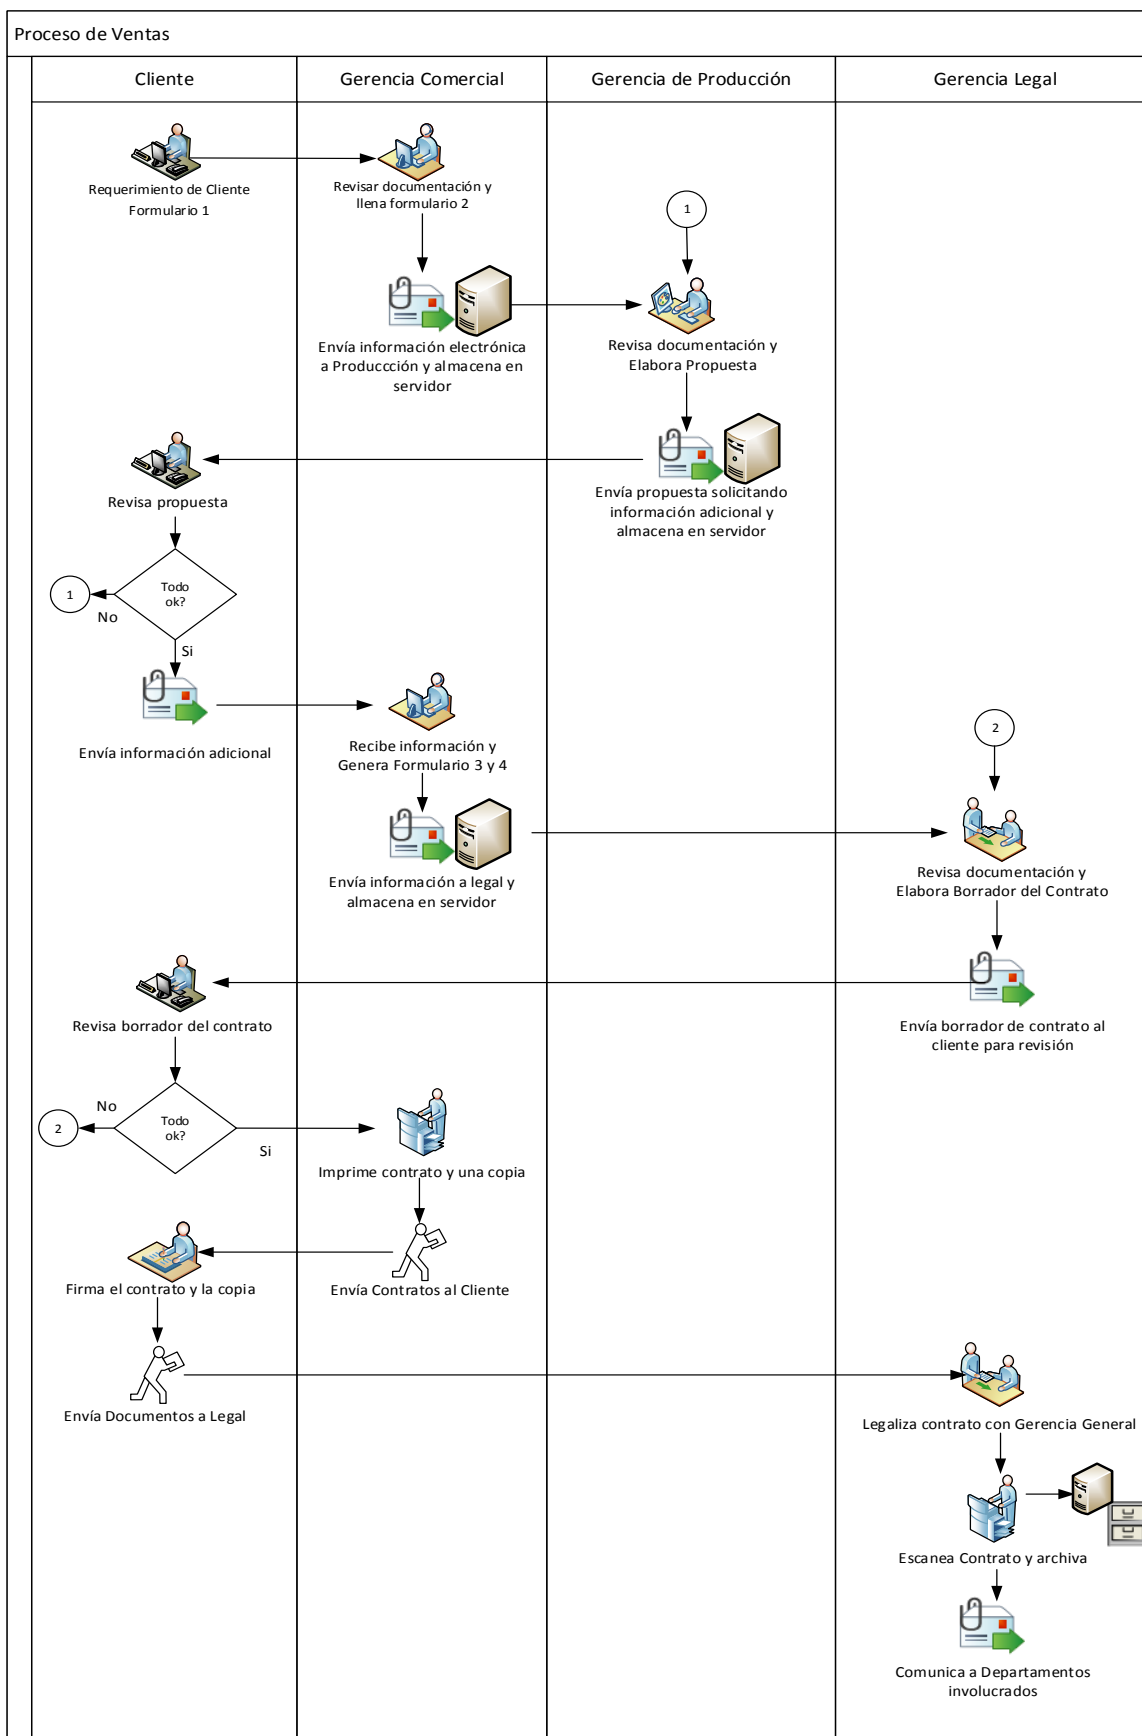 Proceso de Ventas
Cliente
Gerencia Comercial
Gerencia de Producción
Gerencia Legal
Requerimiento de Cliente
Formulario 1
Revisar documentación y
llena formulario 2
1
Envía información electrónica
a Produccción y almacena en
servidor
Revisa documentación y
Elabora Propuesta
Revisa propuesta
Envía propuesta solicitando
información adicional y
almacena en servidor
Todo
ok?
1
No
Si
Envía información adicional
Recibe información y
Genera Formulario 3 y 4
2
Envía información a legal y
almacena en servidor
Revisa documentación y
Elabora Borrador del Contrato
Revisa borrador del contrato
Envía borrador de contrato al
cliente para revisión
No
Todo
ok?
2
Si
Imprime contrato y una copia
Firma el contrato y la copia
Envía Contratos al Cliente
Envía Documentos a Legal
Legaliza contrato con Gerencia General
Escanea Contrato y archiva
Comunica a Departamentos
involucrados